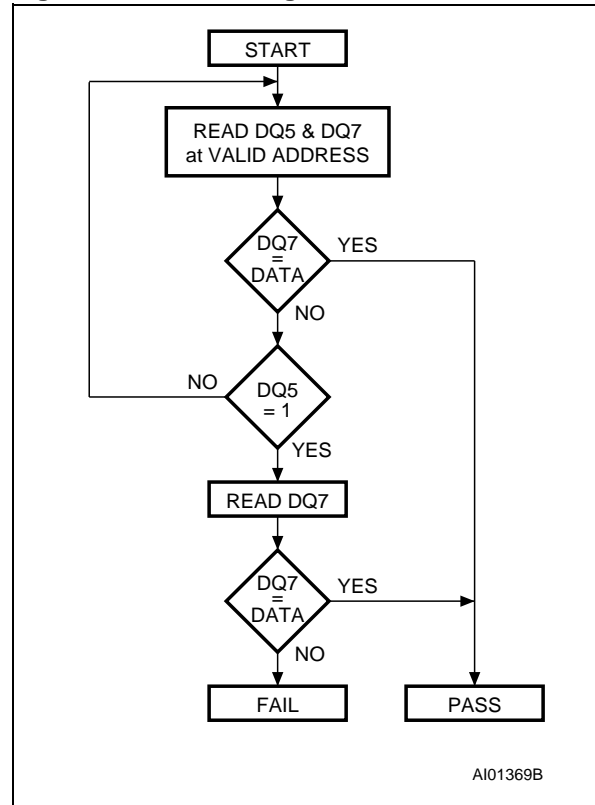 START
READ DQ5 & DQ7
at VALID ADDRESS
DQ7
=
DATA
YES
NO
NO
DQ5
= 1
YES
READ DQ7
DQ7
=
DATA
YES
NO
FAIL
PASS
AI01369B